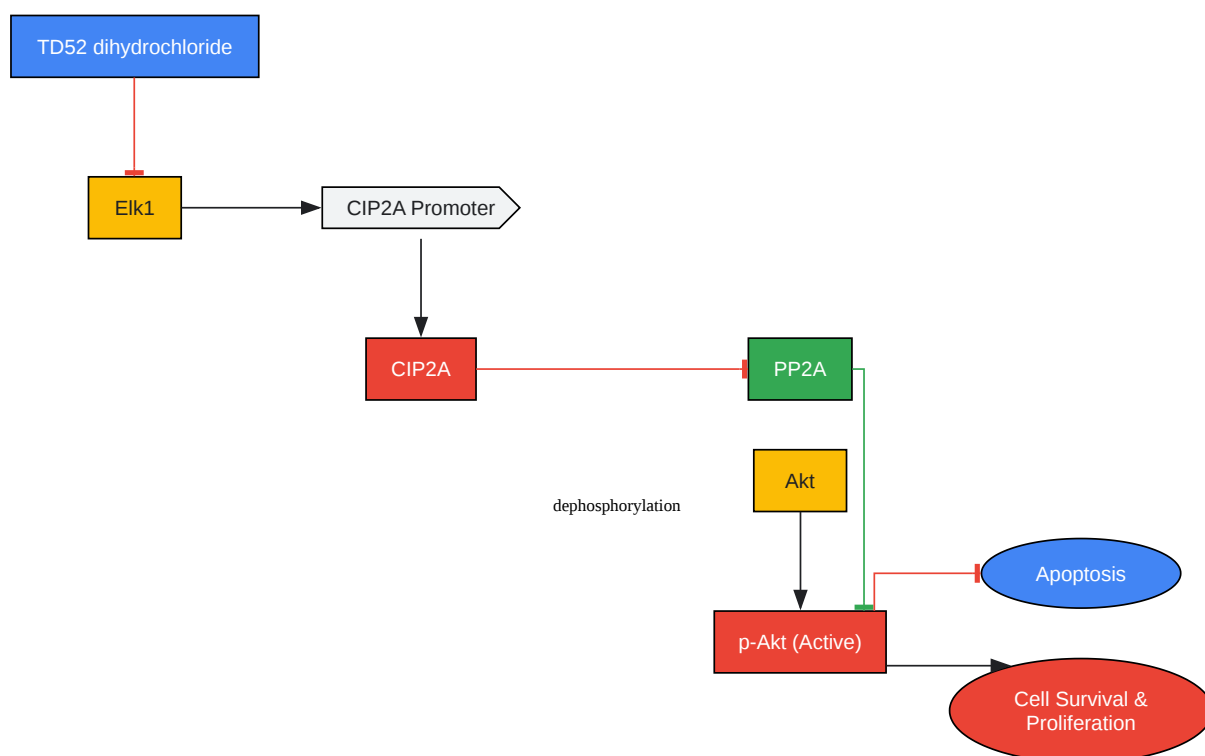 TD52 dihydrochloride
Elk1
CIP2A Promoter
CIP2A
PP2A
Akt
dephosphorylation
Apoptosis
p-Akt (Active)
Cell Survival &
Proliferation